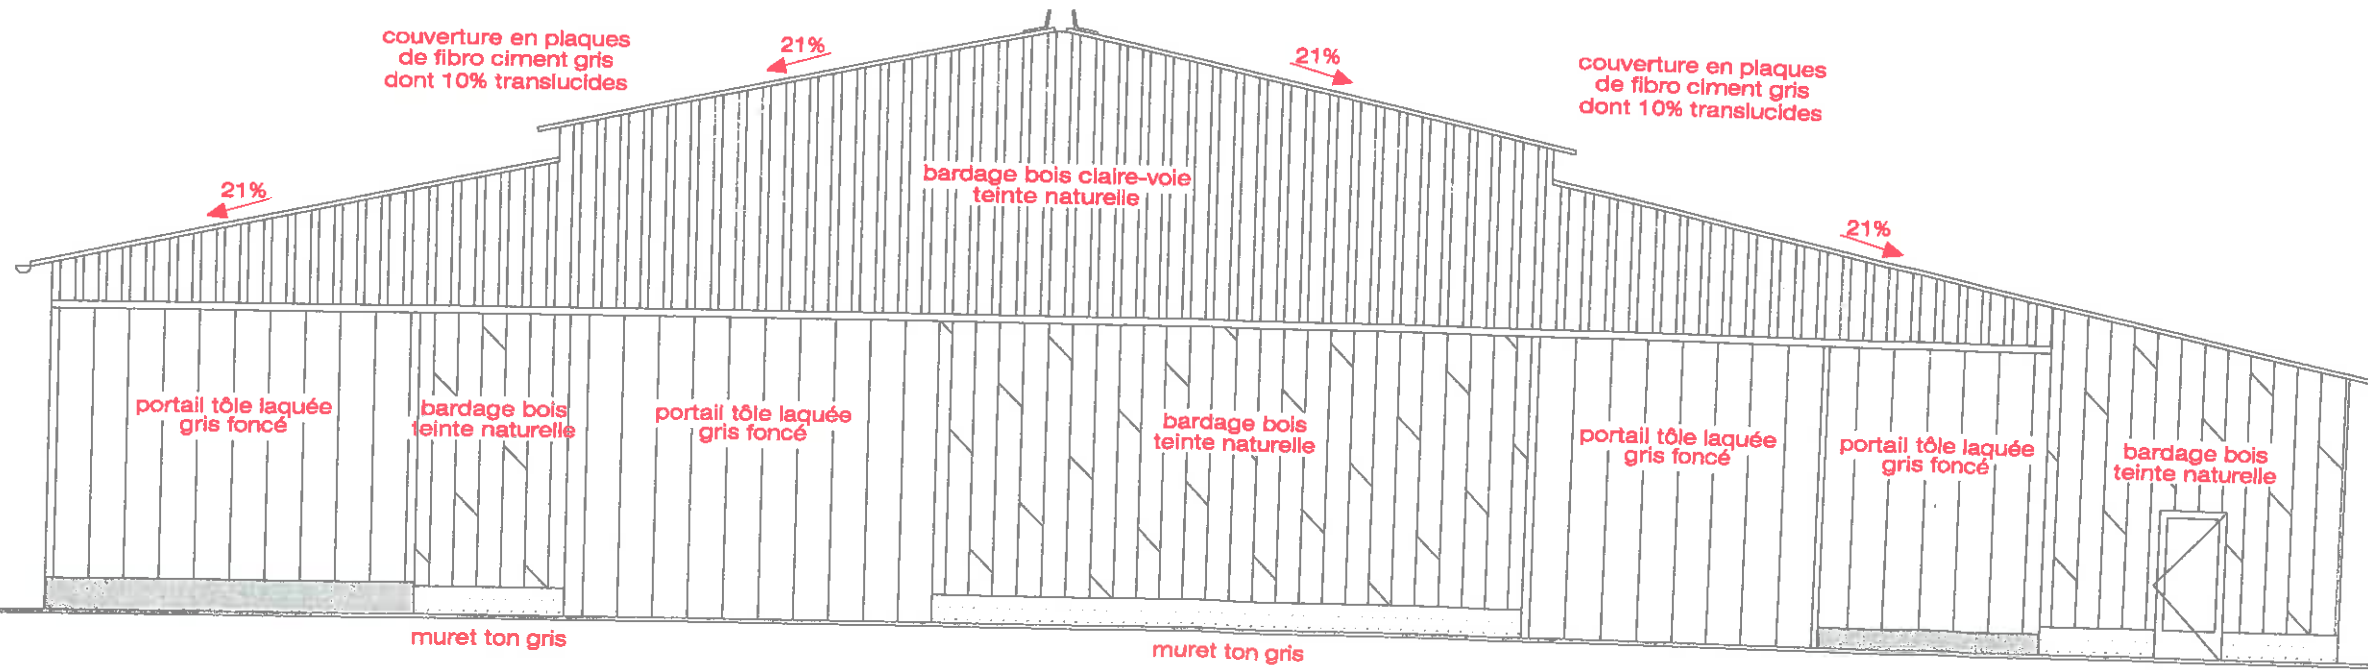 couverture en plaques
de fibro ciment gris
dont 10% translucides
21%
21%
couverture en plaques
de fibro ciment gris
dont 10% translucides
21%
bardage bois claire-voie
teinte naturelle
21%
portail tôle laquée
gris foncé
bardage bois
teinte naturelle
portail tôle laquée
gris foncé
bardage bois
teinte naturelle
portail tôle laquée
gris foncé
portail tôle laquée
gris foncé
bardage bois
teinte naturelle
muret ton gris
muret ton gris